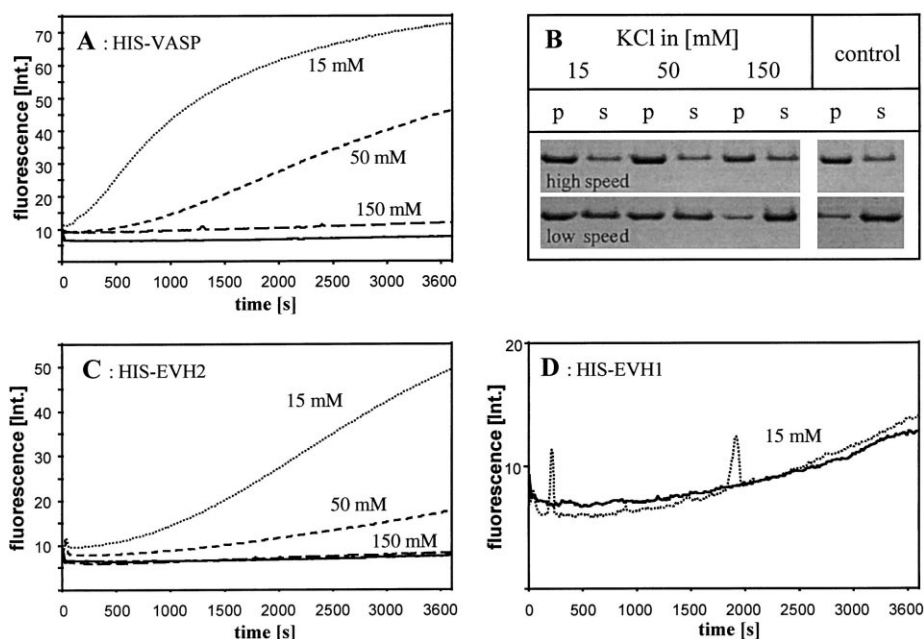 A : HIS-VASP
fluorescence [Int.]
70
60
50
40
30
20
10
0
15 mM
50 mM
150 mM
0 500 1000 1500 2000 2500 3000 3600
time [s]
B KCl in [mM] control
15 50 150
p s p s p s p s
high speed
low speed
C : HIS-EVH2
fluorescence [Int.]
50
40
30
20
10
0
15 mM
50 mM
150 mM
0 500 1000 1500 2000 2500 3000 3600
time [s]
D : HIS-EVH1
fluorescence [Int.]
20
10
0
15 mM
0 500 1000 1500 2000 2500 3000 3600
time [s]